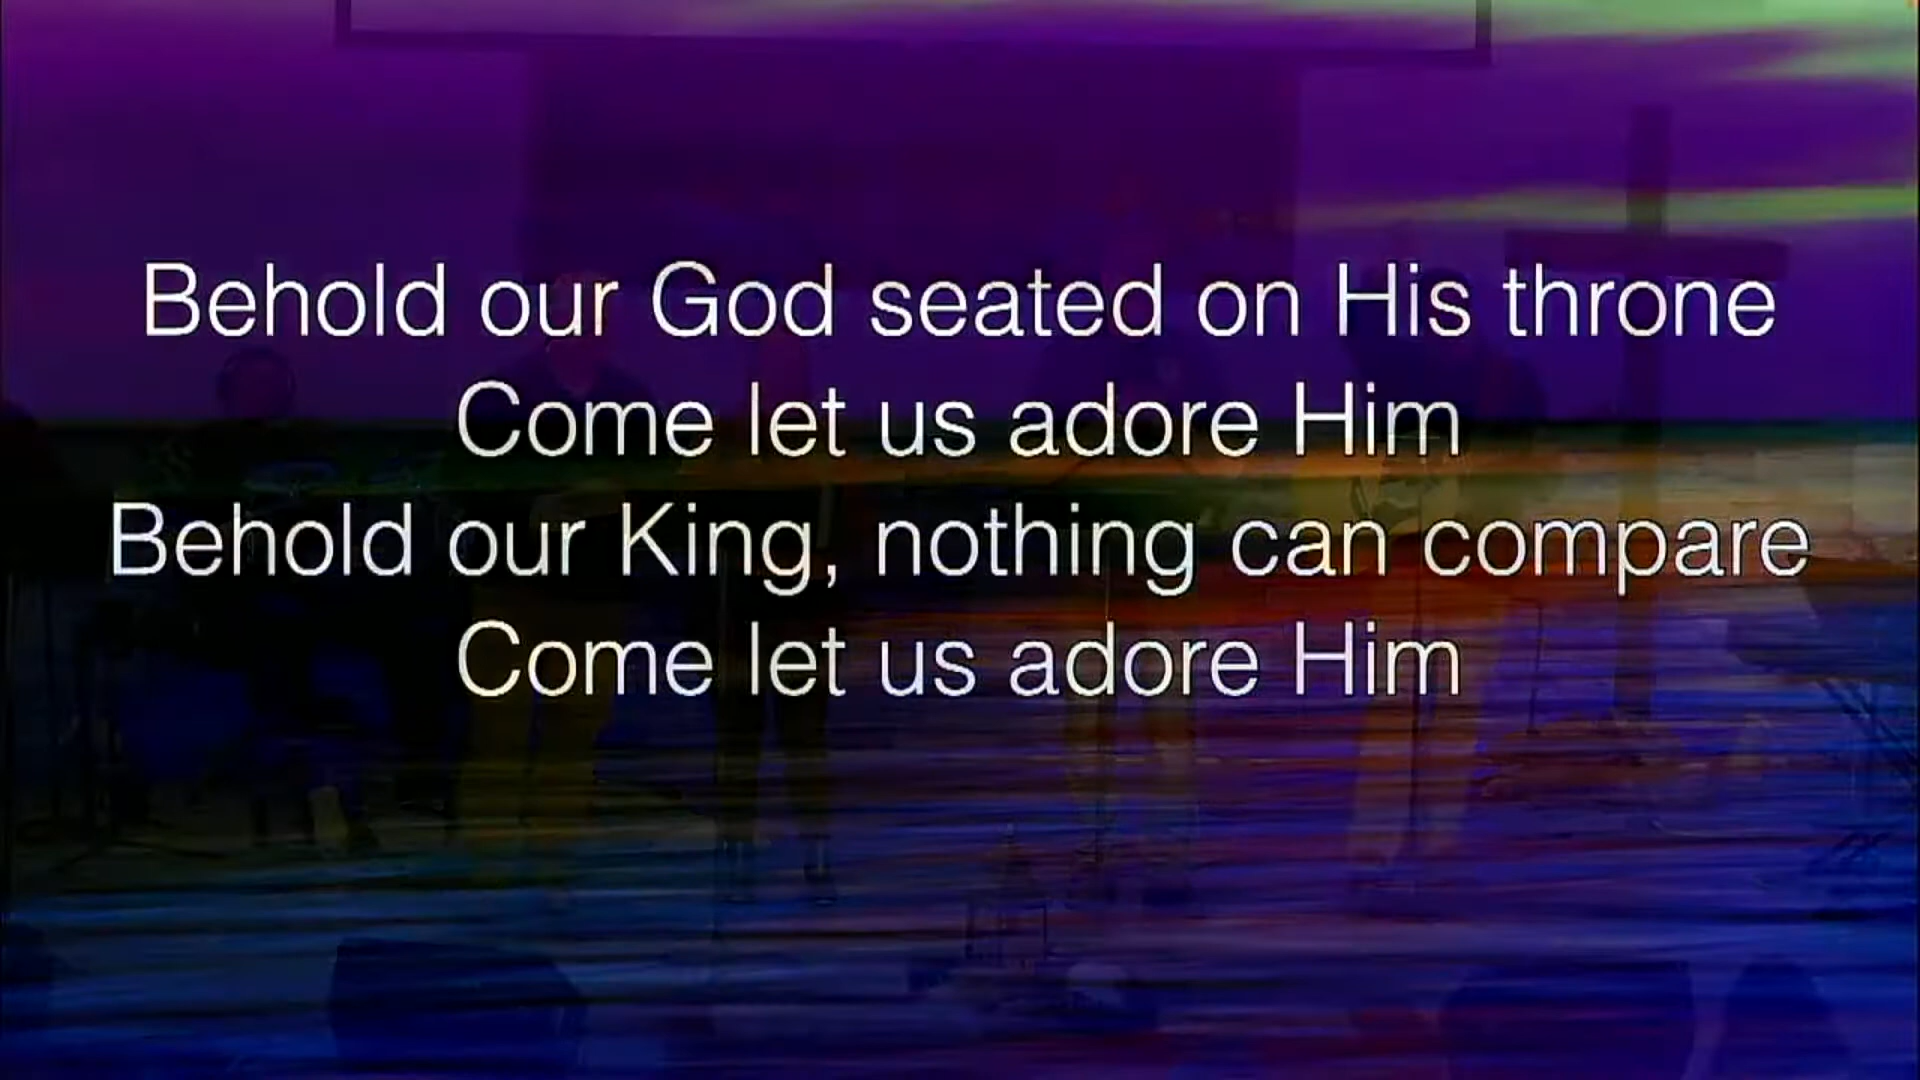 Behold our God seated on His throne
Come let us adore Him
Behold our King, nothing can compare
Come let us adore Him